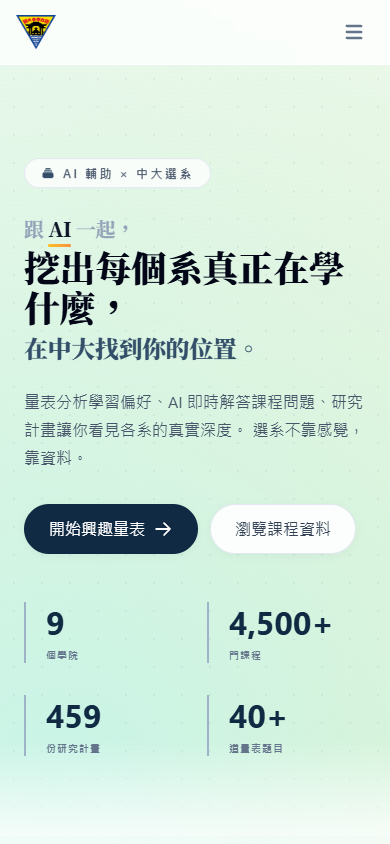 AI 輔助 × 中大選系
跟 AI 一起，
挖出每個系真正在學
什麼，
在中大找到你的位置。
量表分析學習偏好、AI 即時解答課程問題、研究
計畫讓你看見各系的真實深度。 選系不靠感覺，
靠資料。
開始興趣量表
瀏覽課程資料
9
4,500+
個學院
門課程
459
40+
份研究計畫
道量表題目